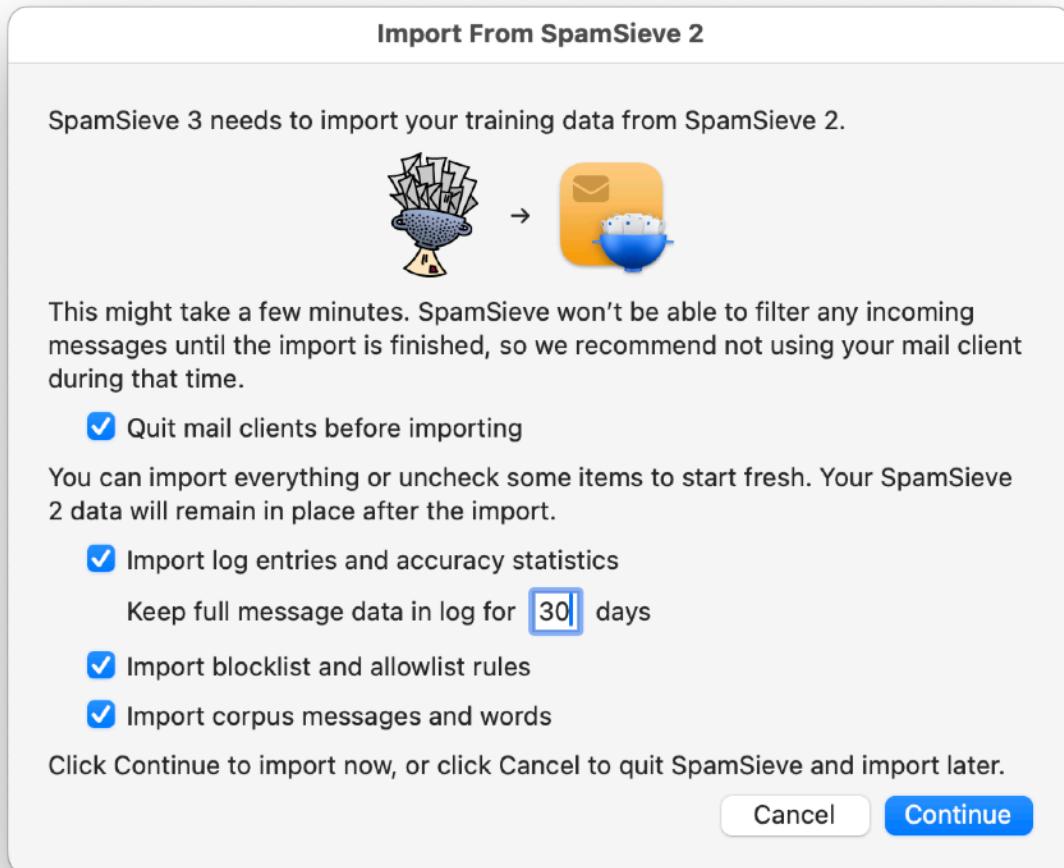 Import From SpamSieve 2
SpamSieve 3 needs to import your training data from SpamSieve 2.
→
This might take a few minutes. SpamSieve won’t be able to filter any incoming
messages until the import is finished, so we recommend not using your mail client
during that time.
Quit mail clients before importing
You can import everything or uncheck some items to start fresh. Your SpamSieve
2 data will remain in place after the import.
Import log entries and accuracy statistics
Keep full message data in log for 30 days
Import blocklist and allowlist rules
Import corpus messages and words
Click Continue to import now, or click Cancel to quit SpamSieve and import later.
Cancel Continue